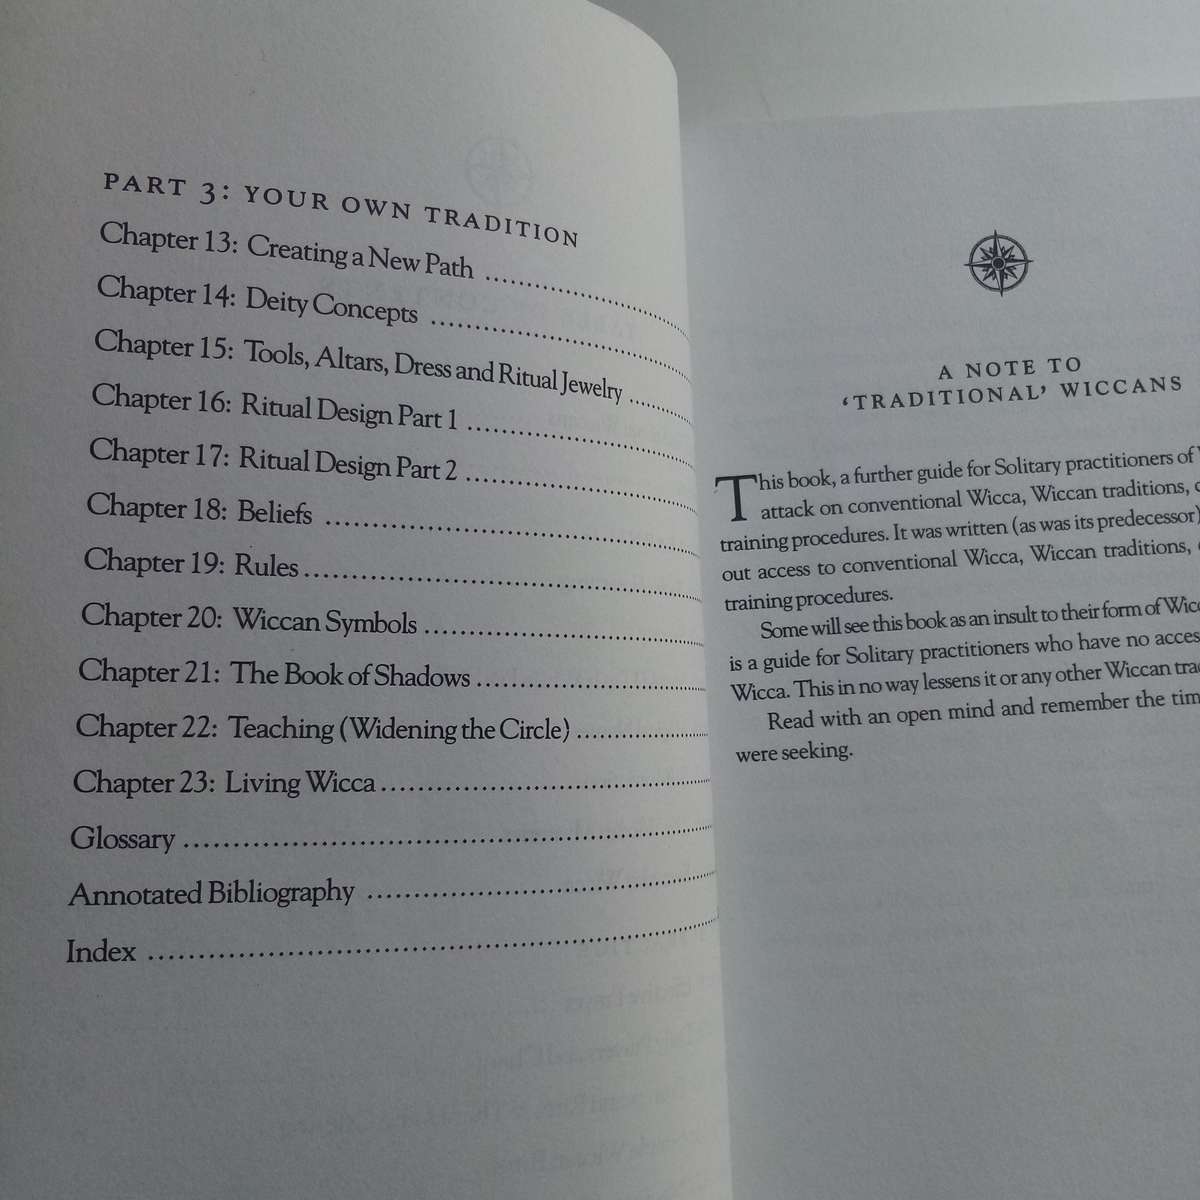 PART 3: YOUR OWN TRADITION
Chapter 13: Creating a New Path
Chapter 14: Deity Concepts
Chapter 15: Tools, Altars, Dress and Ritual Jewelry
Chapter 16: Ritual Design Part 1
Chapter 17: Ritual Design Part 2
Chapter 18: Beliefs
Chapter 19: Rules
Chapter 20: Wiccan Symbols
Chapter 21: The Book of Shadows
Chapter 22: Teaching (Widening the Circle)
Chapter 23: Living Wicca
Glossary
Annotated Bibliography
Index
A NOTE TO
‘TRADITIONAL’ WICCANS
This book, a further guide for Solitary practitioners of
attack on conventional Wicca, Wiccan traditions,
training procedures. It was written (as was its predecessor)
out access to conventional Wicca, Wiccan traditions,
training procedures.
Some will see this book as an insult to their form of
is a guide for Solitary practitioners who have no
Wicca. This in no way lessens it or any other Wiccan
Read with an open mind and remember the
were seeking.